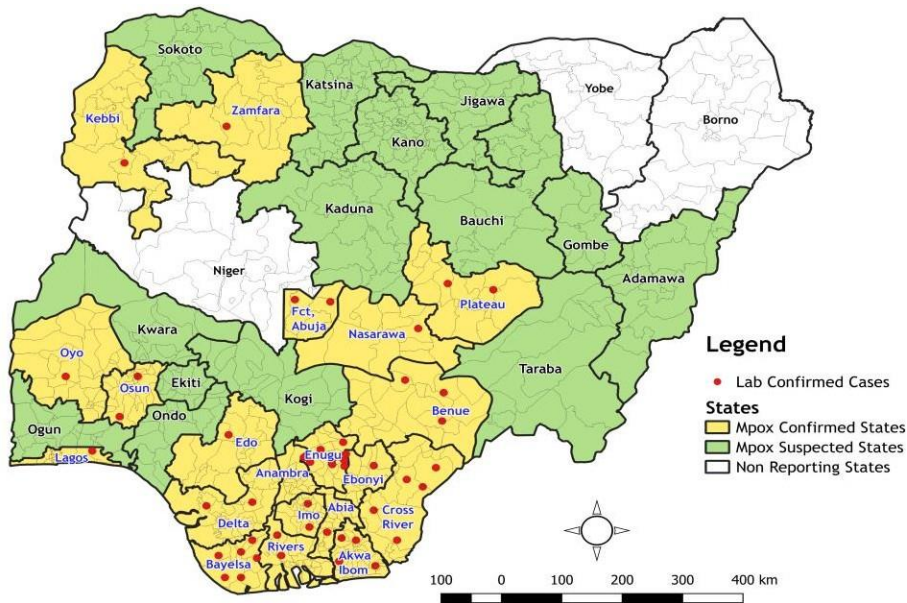 Sokoto
Katsina
Yobe
Jigawa
Borno
Kebbi
Zamfara
Kano
Kaduna
Bauchi
Gombe
Niger
Adamawa
Fct,
Abuja
Plateau
Nasarawa
Kwara
Oyo
Osun
Ekiti
Kogi
Taraba
Ogun
Ondo
Benue
Lagos
Edo
Enugu
Anambra
Ebonyi
Delta
Imo
Abia
Cross
River
Bayelsa
Rivers
Akwa
Ibom
Legend
Lab Confirmed Cases
States
Mpox Confirmed States
Mpox Suspected States
Non Reporting States
100 0 100 200 300 400 km